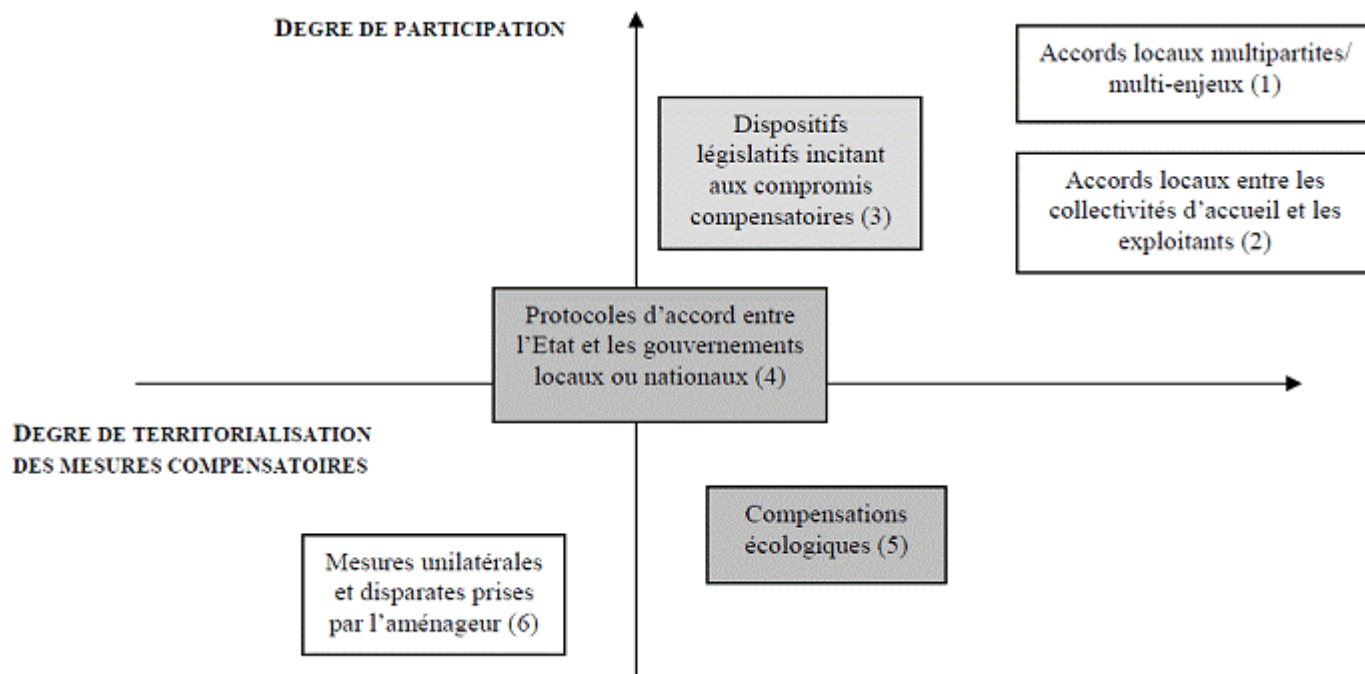 DEGRE DE PARTICIPATION
Accords locaux multipartites/
multi-enjeux (1)
Dispositifs
législatifs incitant
aux compromis
compensatoires (3)
Accords locaux entre les
collectivités d'accueil et les
exploitants (2)
Protocoles d'accord entre
l'Etat et les gouvernements
locaux ou nationaux (4)
DEGRE DE TERRITORIALISATION
DES MESURES COMPENSATOIRES
Compensations
écologiques (5)
Mesures unilatérales
et disparates prises
par l'aménageur (6)